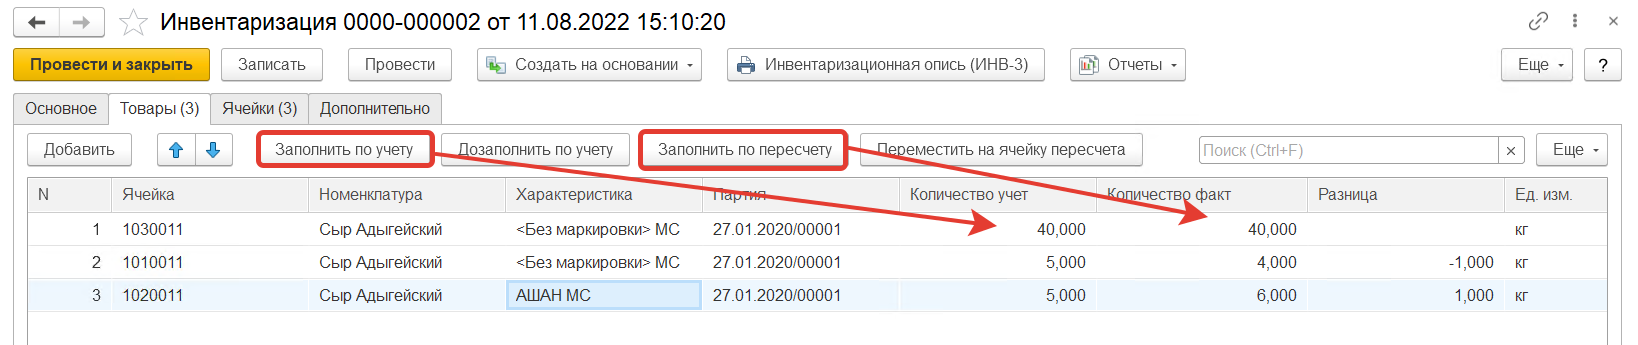 Инвентаризация 0000-000002 от 11.08.2022 15:10:20
Провести и закрыть Записать Провести Создать на основании Инвентаризационная опись (ИНВ-3) Отчеты Еще ?
Основное Товары (3) Ячейки (3) Дополнительно
Добавить Заполнить по учету Дозаполнить по учету Заполнить по пересчету Переместить на ячейку пересчета Поиск (Ctrl+F) × Еще
N Ячейка Номенклатура Характеристика Партия Количество учет Количество факт Разница Ед. изм.
1 1030011 Сыр Адыгейский <Без маркировки> МС 27.01.2020/00001 40,000 40,000 кг
2 1010011 Сыр Адыгейский <Без маркировки> МС 27.01.2020/00001 5,000 4,000 -1,000 кг
3 1020011 Сыр Адыгейский АШАН МС 27.01.2020/00001 5,000 6,000 1,000 кг